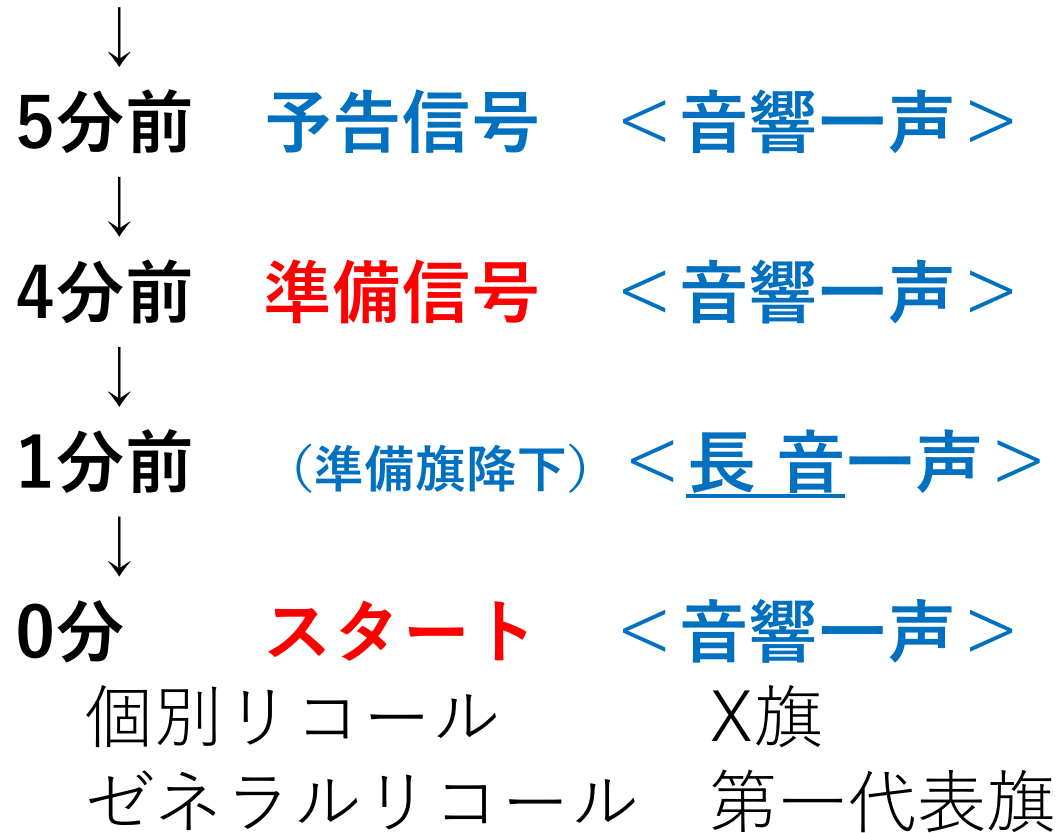 ↓
5分前 予告信号 <音響一声>
↓
4分前 準備信号 <音響一声>
↓
1分前 （準備旗降下） <長 音一声>
↓
0分 スタート <音響一声>
個別リコール X旗
ゼネラルリコール 第一代表旗